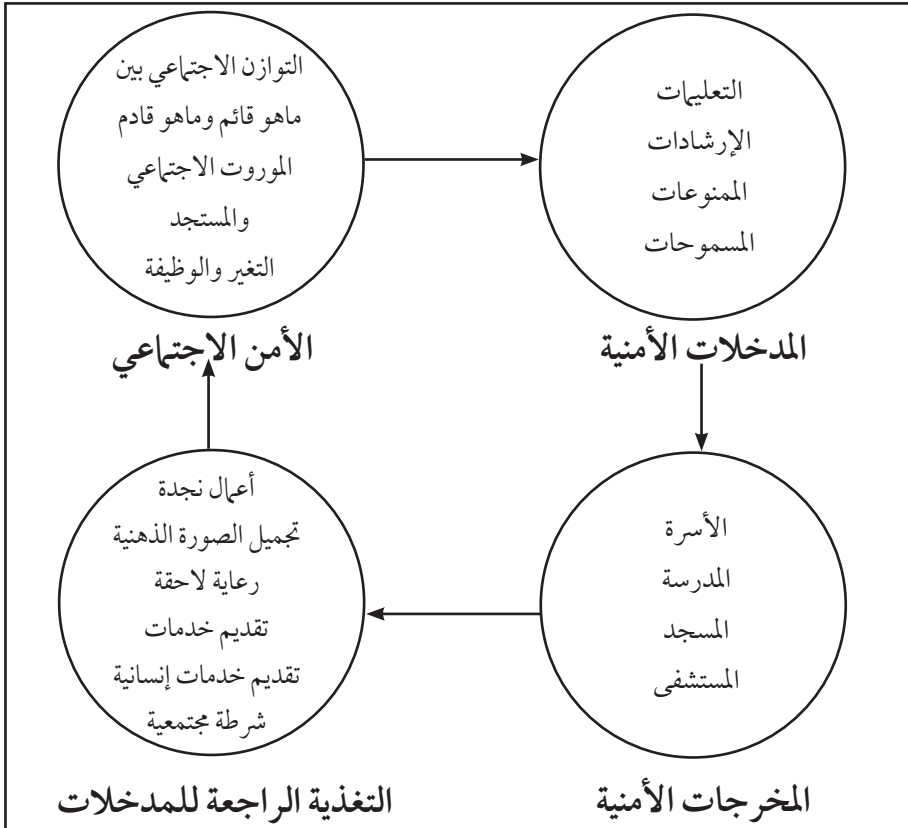 التعليمات
الإرشادات
الممنوعات
المسموحات
المدخلات الأمنية
التوازن الاجتماعي بين
ماهو قائم وماهو قادم
الموروت الاجتماعي
والمستجد
التغير والوظيفة
الأمن الاجتماعي
الأسرة
المدرسة
المسجد
المستشفى
المخرجات الأمنية
أعمال نجدة
تجميل الصورة الذهنية
رعاية لاحقة
تقديم خدمات
تقديم خدمات إنسانية
شرطة مجتمعية
التغذية الراجعة للمدخلات